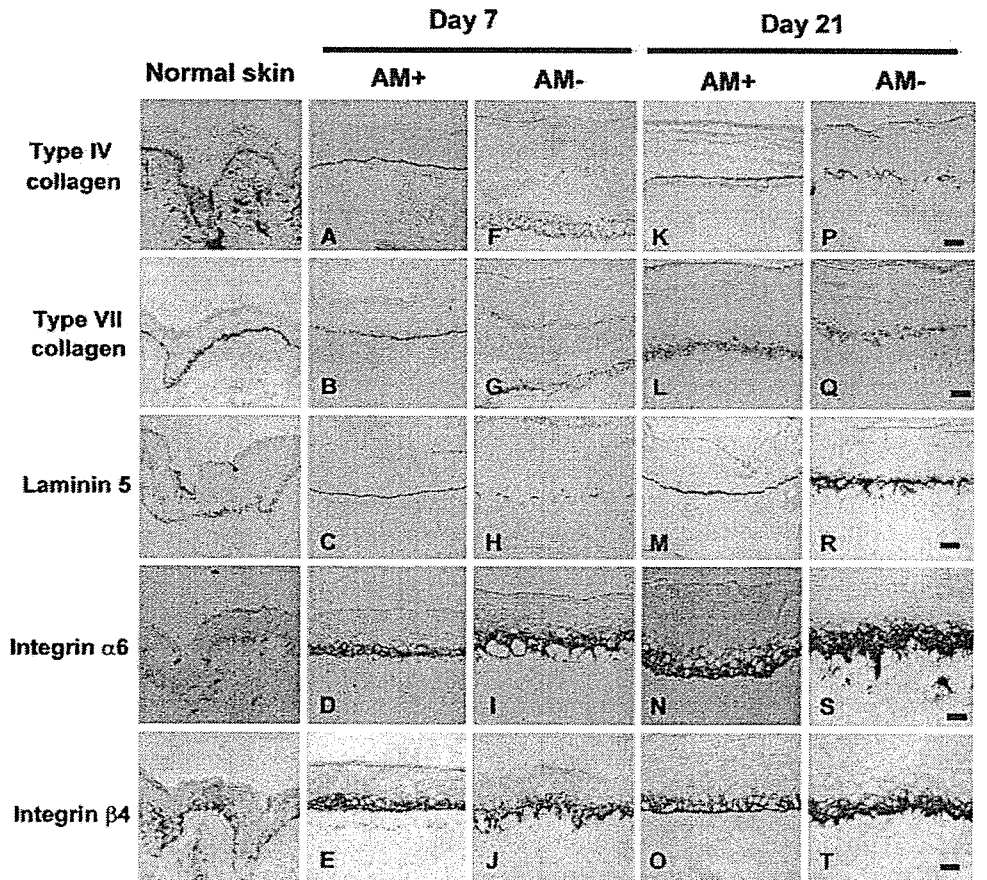 Day 7
Day 21
Normal skin
AM+
AM-
AM+
AM-
Type IV
collagen
A
F
K
P
Type VII
collagen
B
G
L
Q
Laminin 5
C
H
M
R
Integrin α6
D
I
N
S
Integrin β4
E
J
O
T